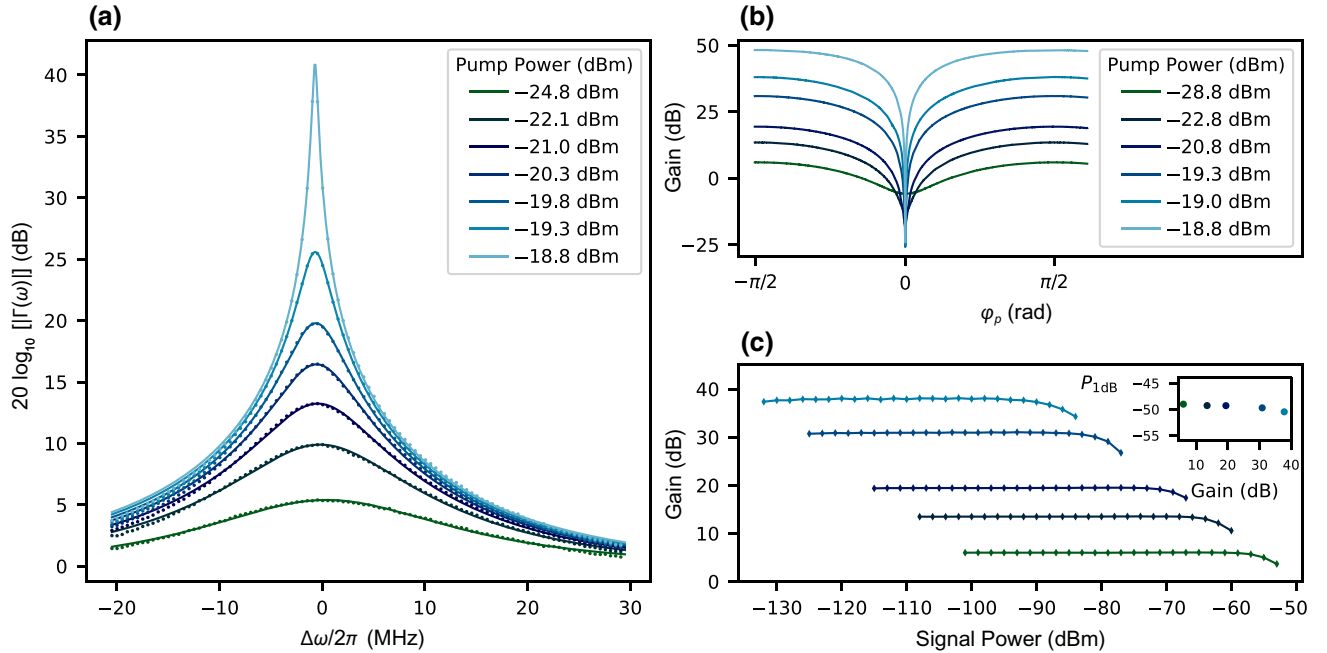 (a)
20 log10 [|Γ(ω)|] (dB)
40
35
30
25
20
15
10
5
0
−20
−10
0
10
20
30
Δω/2π (MHz)
Pump Power (dBm)
−24.8 dBm
−22.1 dBm
−21.0 dBm
−20.3 dBm
−19.8 dBm
−19.3 dBm
−18.8 dBm
(b)
Gain (dB)
50
25
0
−25
−π/2
0
π/2
φp (rad)
Pump Power (dBm)
−28.8 dBm
−22.8 dBm
−20.8 dBm
−19.3 dBm
−19.0 dBm
−18.8 dBm
(c)
Gain (dB)
40
30
20
10
0
−130
−120
−110
−100
−90
−80
−70
−60
−50
Signal Power (dBm)
P1dB
−45
−50
−55
10
20
30
40
Gain (dB)